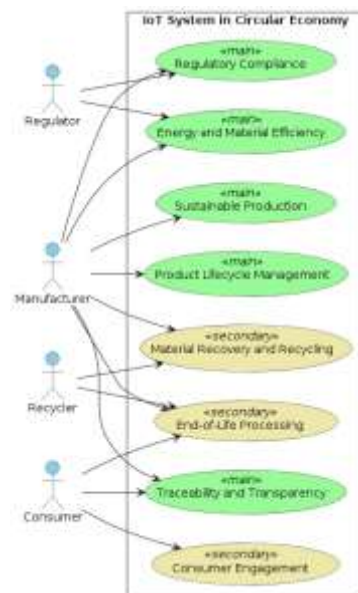 IoT System in Circular Economy
«main»
Regulatory Compliance
Regulator
«main»
Energy and Material Efficiency
«main»
Sustainable Production
«main»
Product Lifecycle Management
Manufacturer
«secondary»
Material Recovery and Recycling
Recycler
«secondary»
End-of-Life Processing
«main»
Traceability and Transparency
Consumer
«secondary»
Consumer Engagement